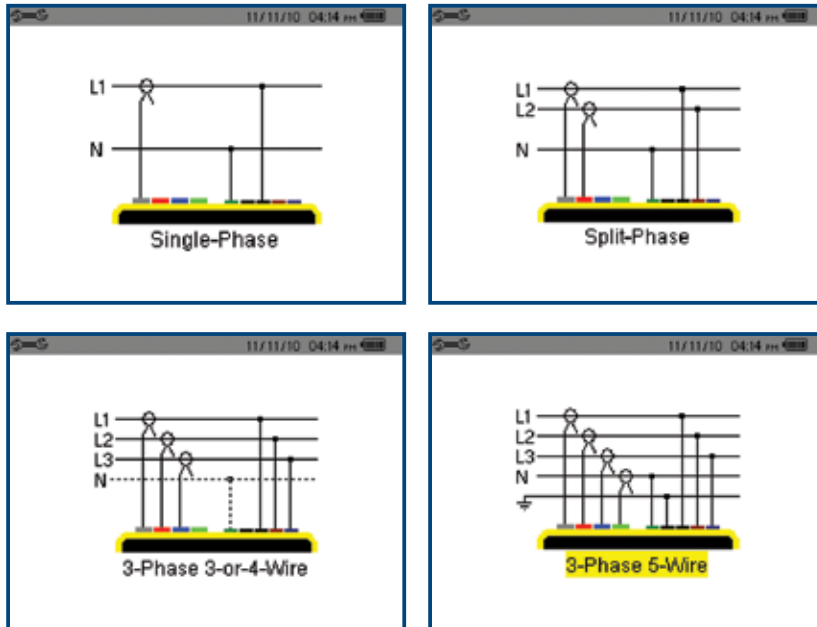 11/11/10 04:14 PM
L1
N
Single-Phase
11/11/10 04:14 PM
L1
L2
N
Split-Phase
11/11/10 04:14 PM
L1
L2
L3
N
3-Phase 3-or-4-Wire
11/11/10 04:14 PM
L1
L2
L3
N
3-Phase 5-Wire